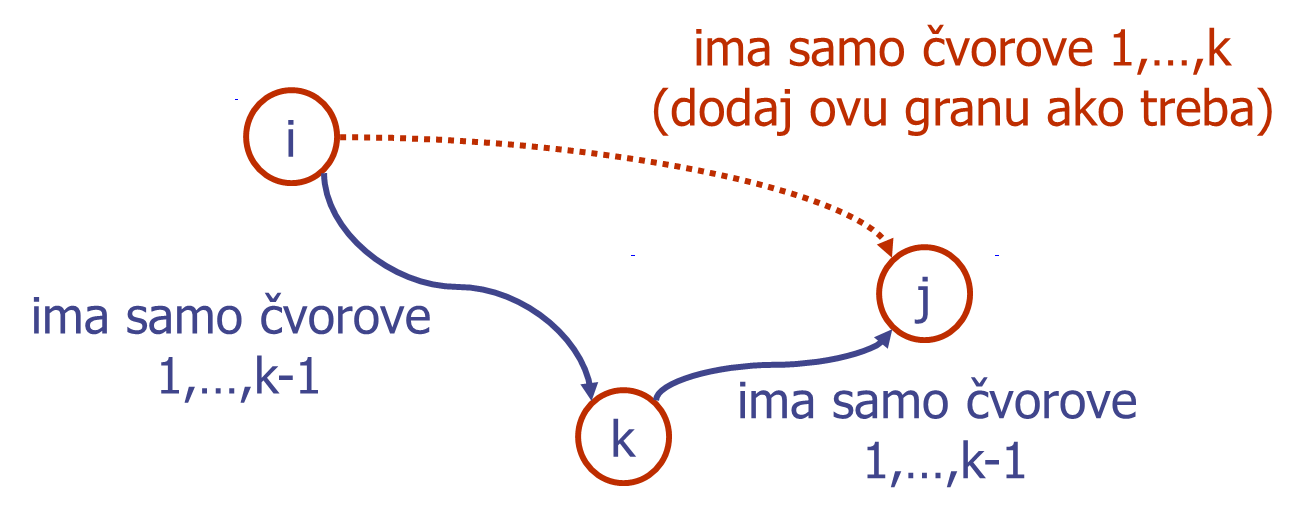 ima samo čvorove 1,...,k
(dodaj ovu granu ako treba)
i
j
ima samo čvorove
1,...,k-1
k
ima samo čvorove
1,...,k-1